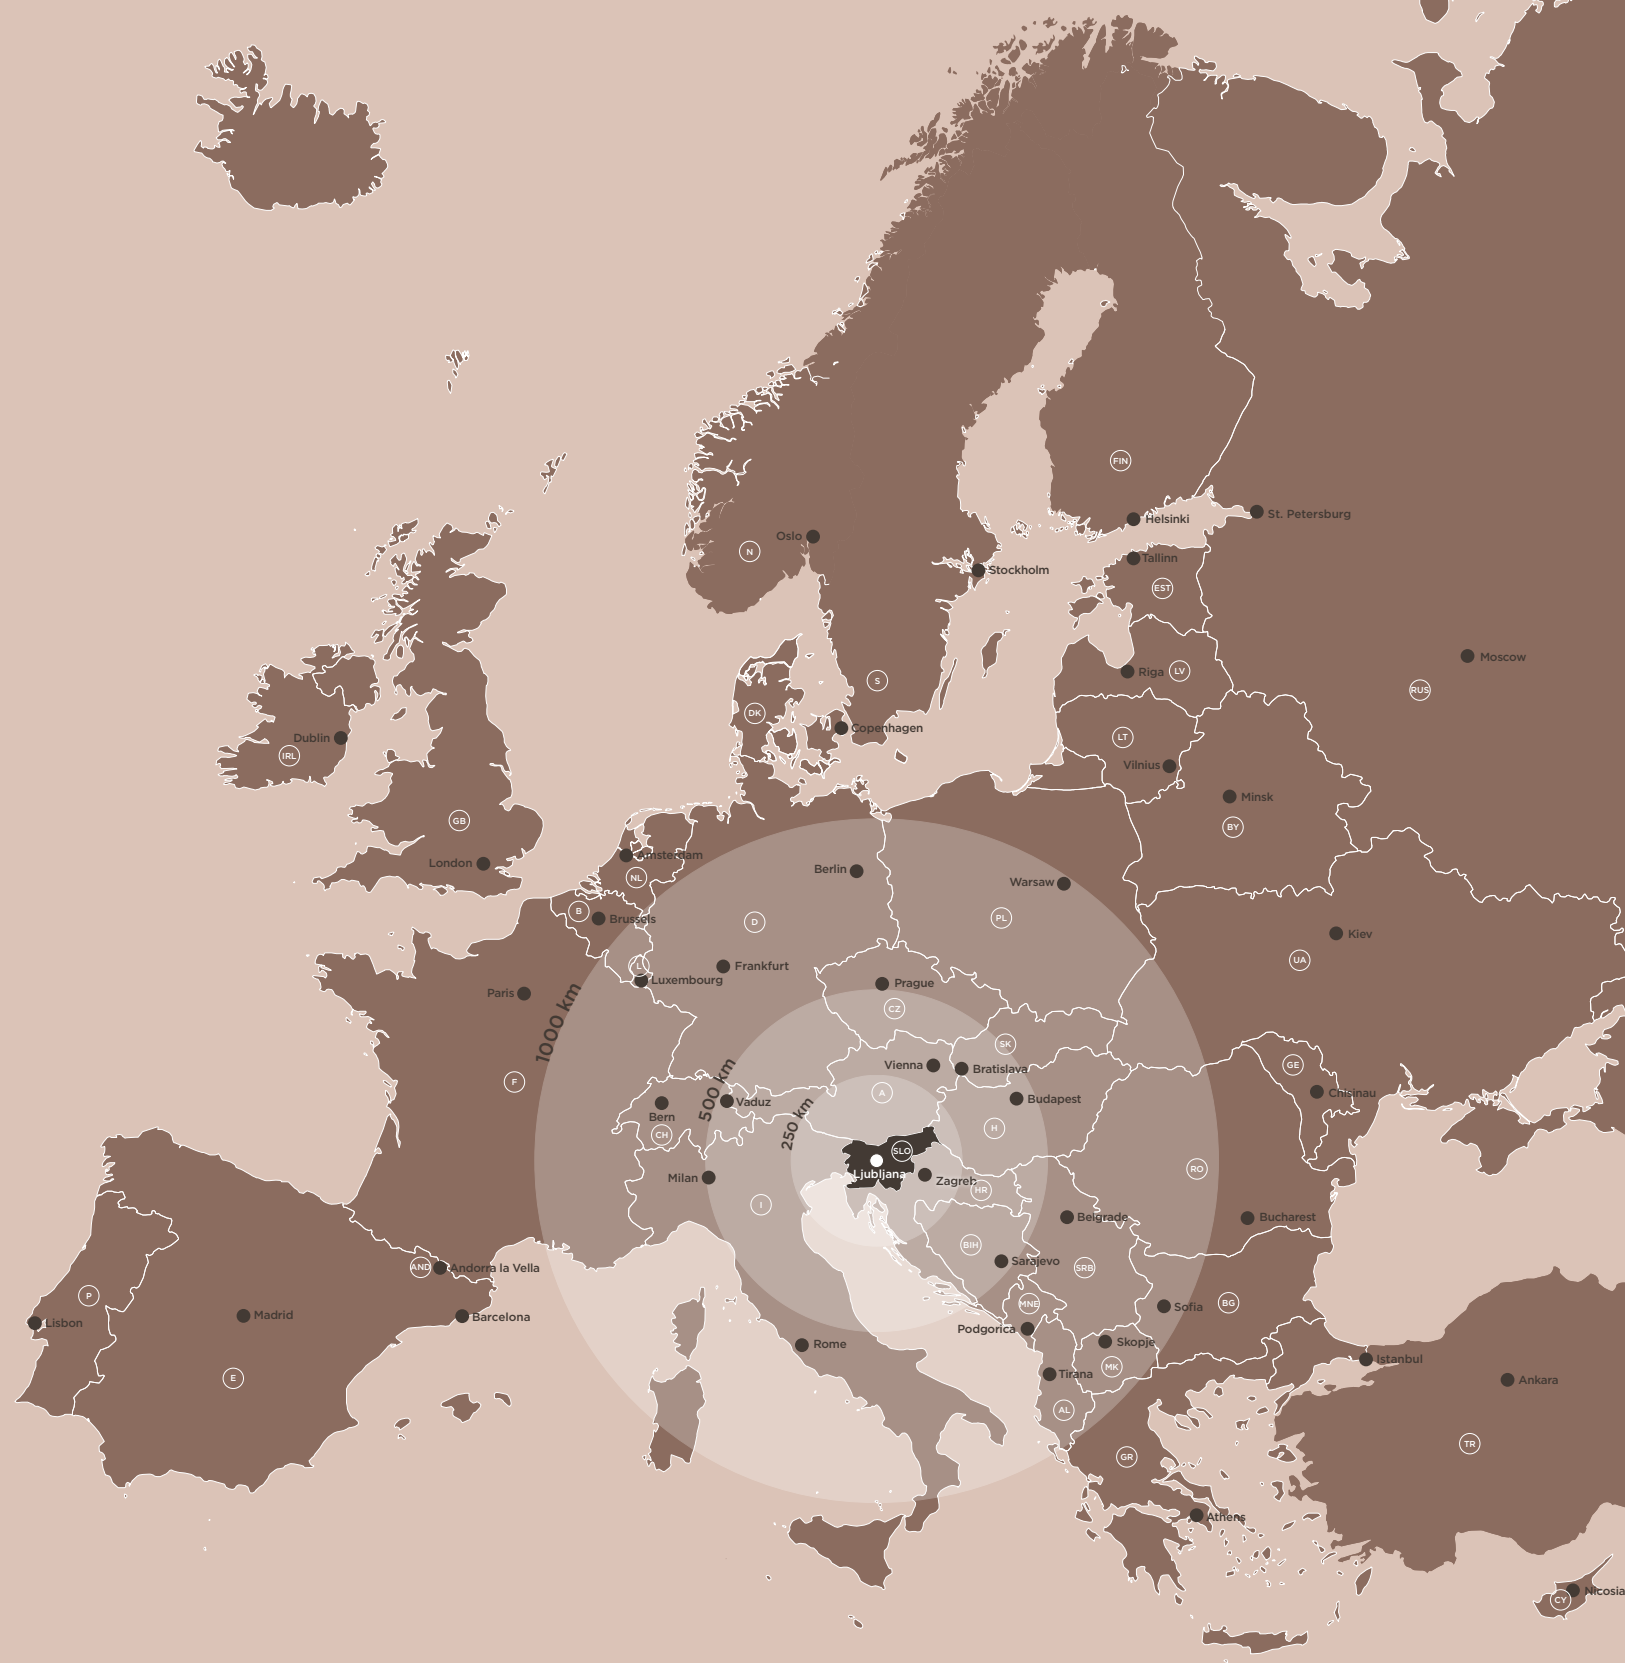 FIN
Helsinki
St. Petersburg
Oslo
N
Tallinn
Stockholm
EST
Moscow
Riga
LV
S
RUS
DK
Copenhagen
Dublin
LT
IRL
Vilnius
Minsk
GB
BY
Amsterdam
London
Berlin
NL
Warsaw
B
Brussels
D
PL
Kiev
UA
L
Frankfurt
Luxembourg
Prague
Paris
CZ
1000 km
SK
Vienna
GE
Bratislava
F
500 km
A
Chisinau
Vaduz
Budapest
Bern
250 km
H
CH
SLO
Ljubljana
RO
Milan
Zagreb
HR
I
Belgrade
Bucharest
BIH
Sarajevo
AND
Andorra la Vella
SRB
P
MNE
Sofia
BG
Madrid
Barcelona
Lisbon
Podgorica
Rome
Skopje
Istanbul
MK
Tirana
E
Ankara
AL
TR
GR
Athens
Nicosia
CY